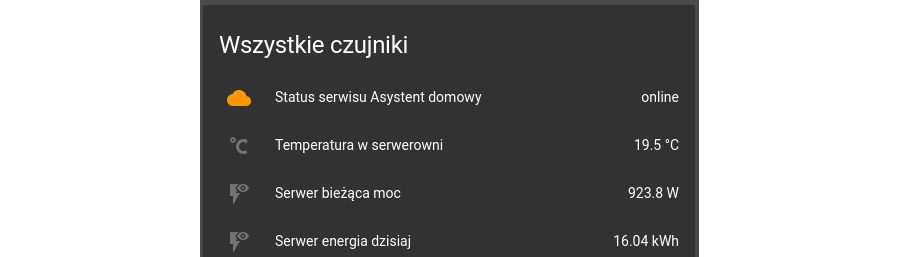 Wszystkie czujniki
Status serwisu Asystent domowy online
Temperatura w serwerowni 19.5 °C
Serwer bieżąca moc 923.8 W
Serwer energia dzisiaj 16.04 kWh